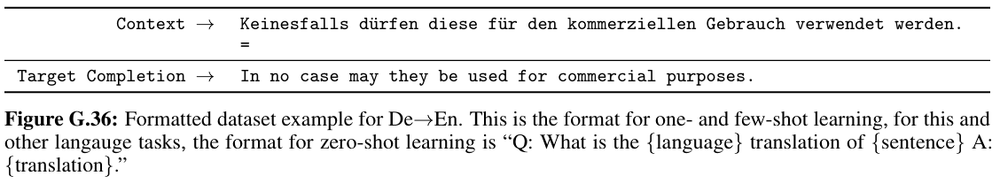 Context → Keinesfalls dürfen diese für den kommerziellen Gebrauch verwendet werden.
=
Target Completion → In no case may they be used for commercial purposes.
Figure G.36: Formatted dataset example for De→En. This is the format for one- and few-shot learning, for this and
other langauge tasks, the format for zero-shot learning is “Q: What is the {language} translation of {sentence} A:
{translation}.”